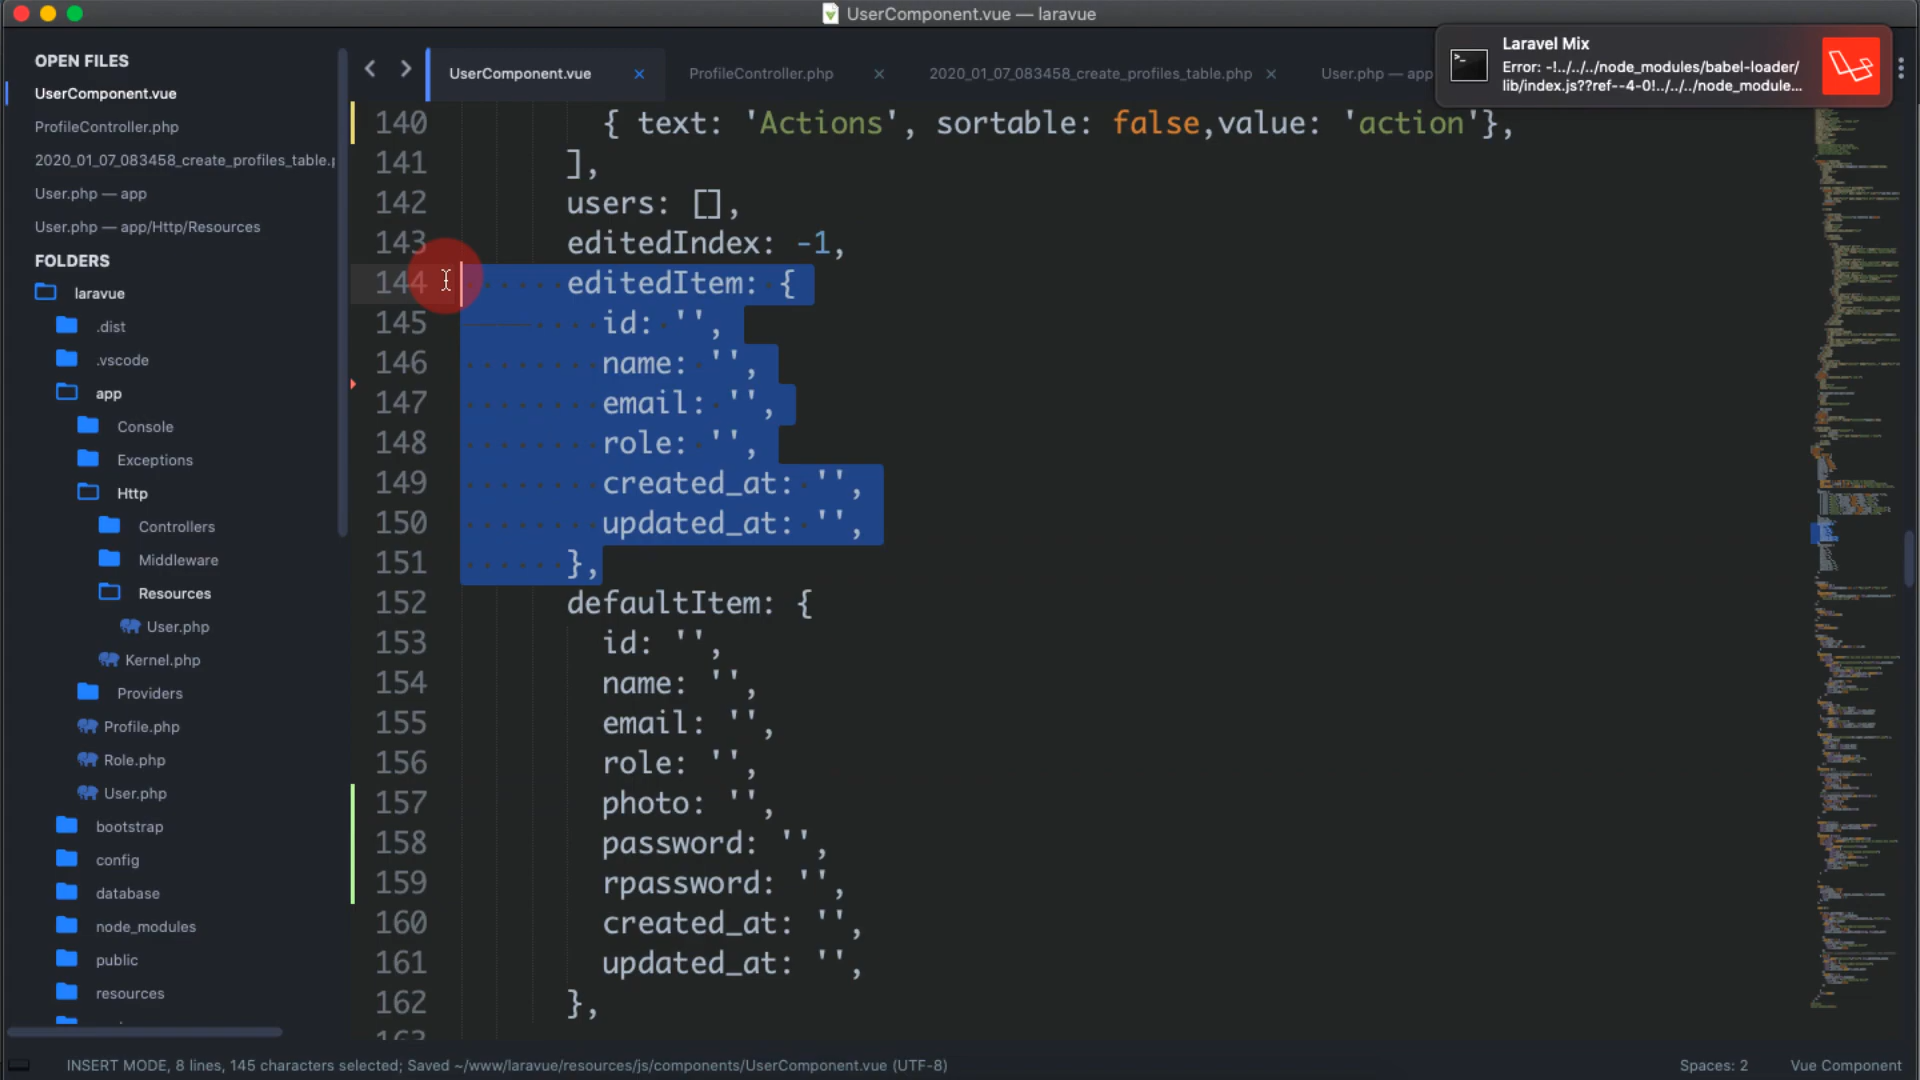 UserComponent.vue — laravue
OPEN FILES
UserComponent.vue
ProfileController.php
2020_01_07_083458_create_profiles_table.p
User.php — app
User.php — app/Http/Resources
FOLDERS
laravue
.dist
.vscode
app
Console
Exceptions
Http
Controllers
Middleware
Resources
User.php
Kernel.php
Providers
Profile.php
Role.php
User.php
bootstrap
config
database
node_modules
public
resources
UserComponent.vue ×
ProfileController.php ×
2020_01_07_083458_create_profiles_table.php ×
User.php — app
Laravel Mix
Error: -!../../../node_modules/babel-loader/
lib/index.js??ref--4-0!../../../node_module...
140 { text: 'Actions', sortable: false,value: 'action'},
141 ],
142 users: [],
143 editedIndex: -1,
144 editedItem: {
145 id: '',
146 name: '',
147 email: '',
148 role: '',
149 created_at: '',
150 updated_at: '',
151 },
152 defaultItem: {
153 id: '',
154 name: '',
155 email: '',
156 role: '',
157 photo: '',
158 password: '',
159 rpassword: '',
160 created_at: '',
161 updated_at: '',
162 },
163
INSERT MODE, 8 lines, 145 characters selected; Saved ~/www/laravue/resources/js/components/UserComponent.vue (UTF-8)
Spaces: 2
Vue Component